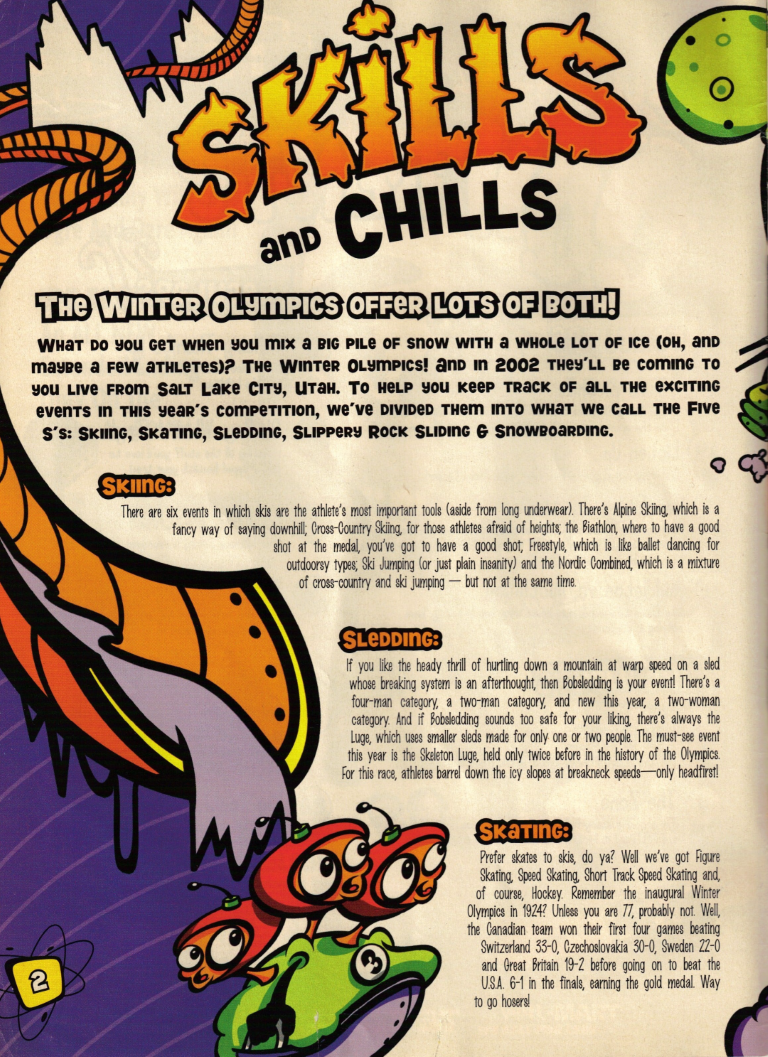 SKILLS
and CHILLS
The Winter Olympics offer lots of both!
What do you get when you mix a big pile of snow with a whole lot of ice (oh, and
maybe a few athletes)? The Winter Olympics! And in 2002 they'll be coming to
you live from Salt Lake City, Utah. To help you keep track of all the exciting
events in this year's competition, we've divided them into what we call the Five
S's: Skiing, Skating, Sledding, Slippery Rock Sliding & Snowboarding.
Skiing:
There are six events in which skis are the athlete's most important tools (aside from long underwear). There's Alpine Skiing, which is a
fancy way of saying downhill; Cross-Country Skiing, for those athletes afraid of heights; the Biathlon, where to have a good
shot at the medal, you've got to have a good shot; Freestyle, which is like ballet dancing for
outdoorsy types; Ski Jumping (or just plain insanity) and the Nordic Combined, which is a mixture
of cross-country and ski jumping — but not at the same time.
Sledding:
If you like the heady thrill of hurtling down a mountain at warp speed on a sled
whose breaking system is an afterthought, then Bobsledding is your event! There's a
four-man category, a two-man category, and new this year, a two-woman
category. And if Bobsledding sounds too safe for your liking, there's always the
Luge, which uses smaller sleds made for only one or two people. The must-see event
this year is the Skeleton Luge, held only twice before in the history of the Olympics.
For this race, athletes barrel down the icy slopes at breakneck speeds—only headfirst!
Skating:
Prefer skates to skis, do ya? Well we've got Figure
Skating, Speed Skating, Short Track Speed Skating and,
of course, Hockey. Remember the inaugural Winter
Olympics in 1924? Unless you are 77, probably not. Well,
the Canadian team won their first four games beating
Switzerland 33-0, Czechoslovakia 30-0, Sweden 22-0
and Great Britain 19-2 before going on to beat the
U.S.A. 6-1 in the finals, earning the gold medal. Way
to go hosers!
3
2